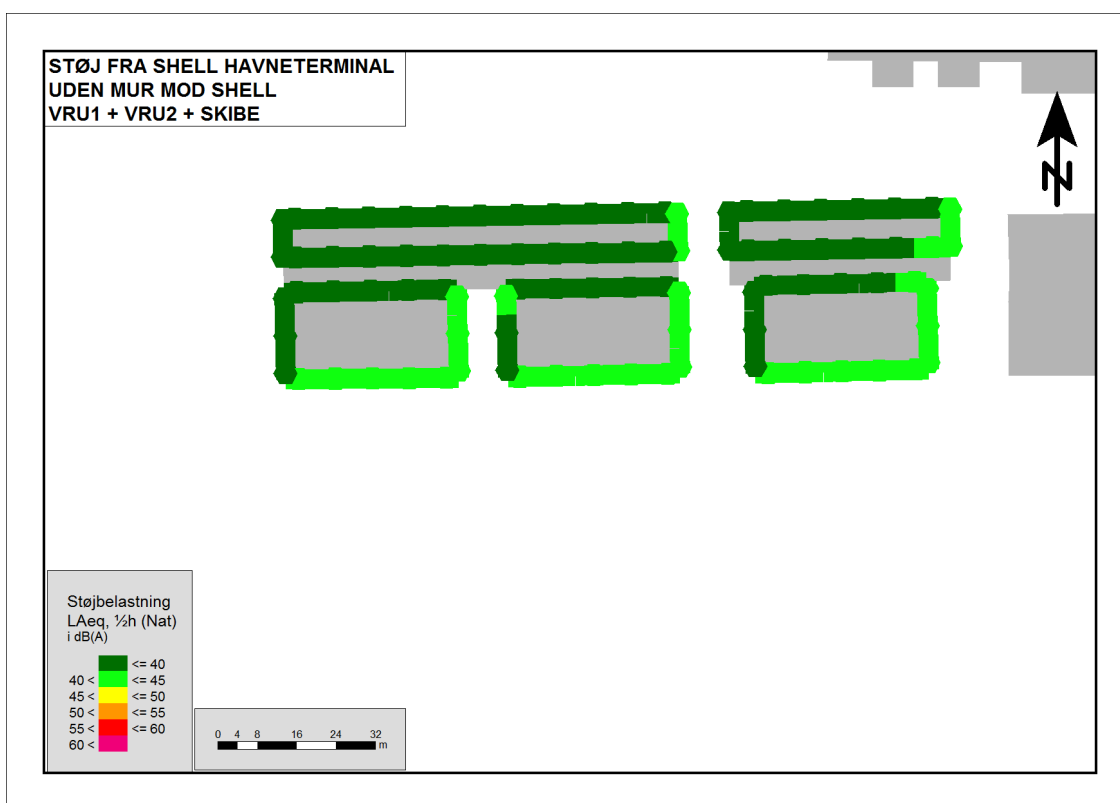 STØJ FRA SHELL HAVNETERMINAL
UDEN MUR MOD SHELL
VRU1 + VRU2 + SKIBE
N
Støjbelastning
LAeq, ½h (Nat)
i dB(A)
<= 40
40 < <= 45
45 < <= 50
50 < <= 55
55 < <= 60
60 <
0 4 8 16 24 32
m